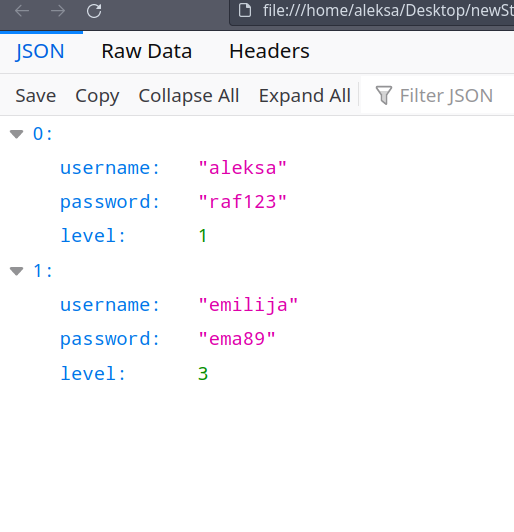 file:///home/aleksa/Desktop/newSt
JSON Raw Data Headers
Save Copy Collapse All Expand All Filter JSON
0:
username: "aleksa"
password: "raf123"
level: 1
1:
username: "emilija"
password: "ema89"
level: 3